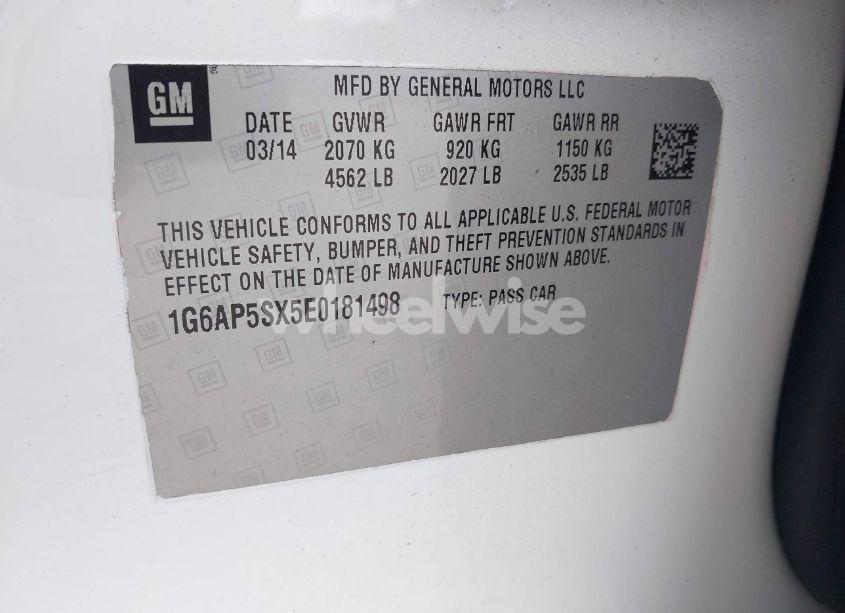 GM
MFD BY GENERAL MOTORS LLC
DATE GVWR GAWR FRT GAWR RR
03/14 2070 KG 920 KG 1150 KG
4562 LB 2027 LB 2535 LB
THIS VEHICLE CONFORMS TO ALL APPLICABLE U.S. FEDERAL MOTOR
VEHICLE SAFETY, BUMPER, AND THEFT PREVENTION STANDARDS IN
EFFECT ON THE DATE OF MANUFACTURE SHOWN ABOVE.
1G6AP5SX5E0181498 TYPE: PASS CAR
wheelwise